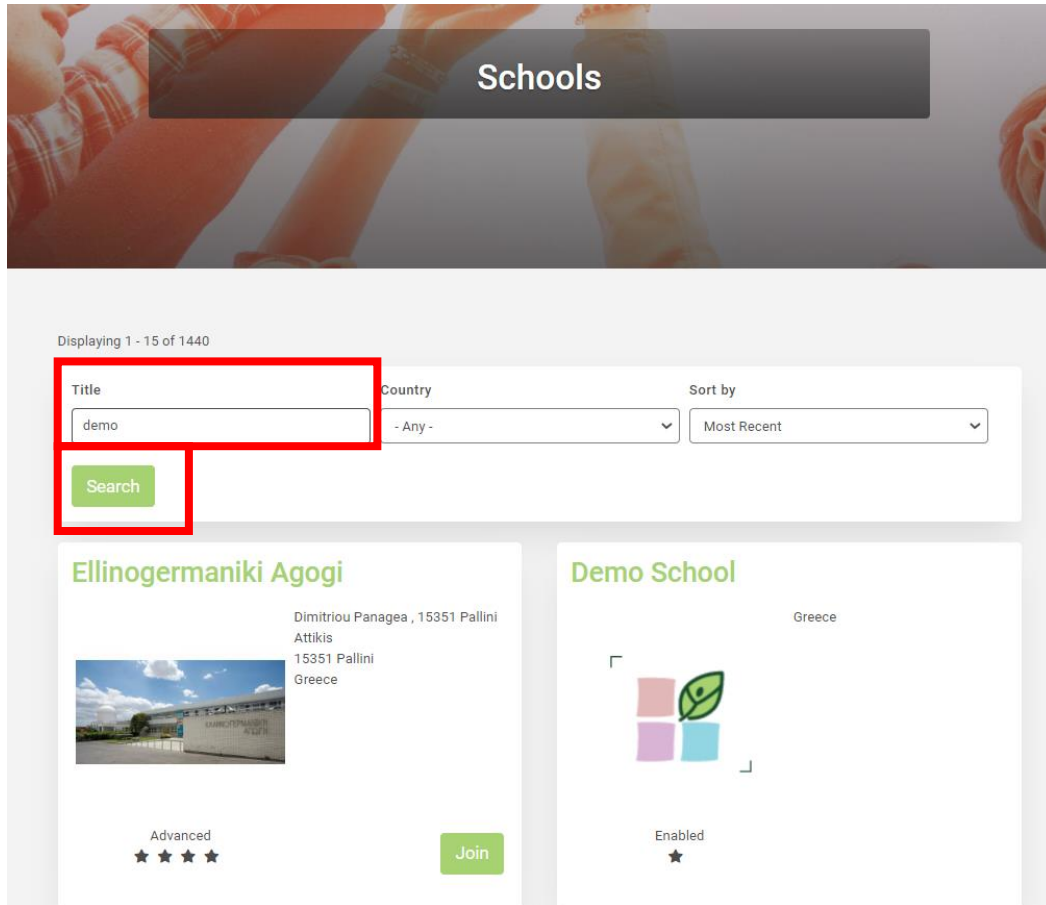 Schools
Displaying 1 - 15 of 1440
Title
Country
Sort by
demo
- Any -
Most Recent
Search
Ellinogermaniki Agogi
Dimitriou Panagea , 15351 Pallini
Attikis
15351 Pallini
Greece
Advanced
Join
Demo School
Greece
Enabled